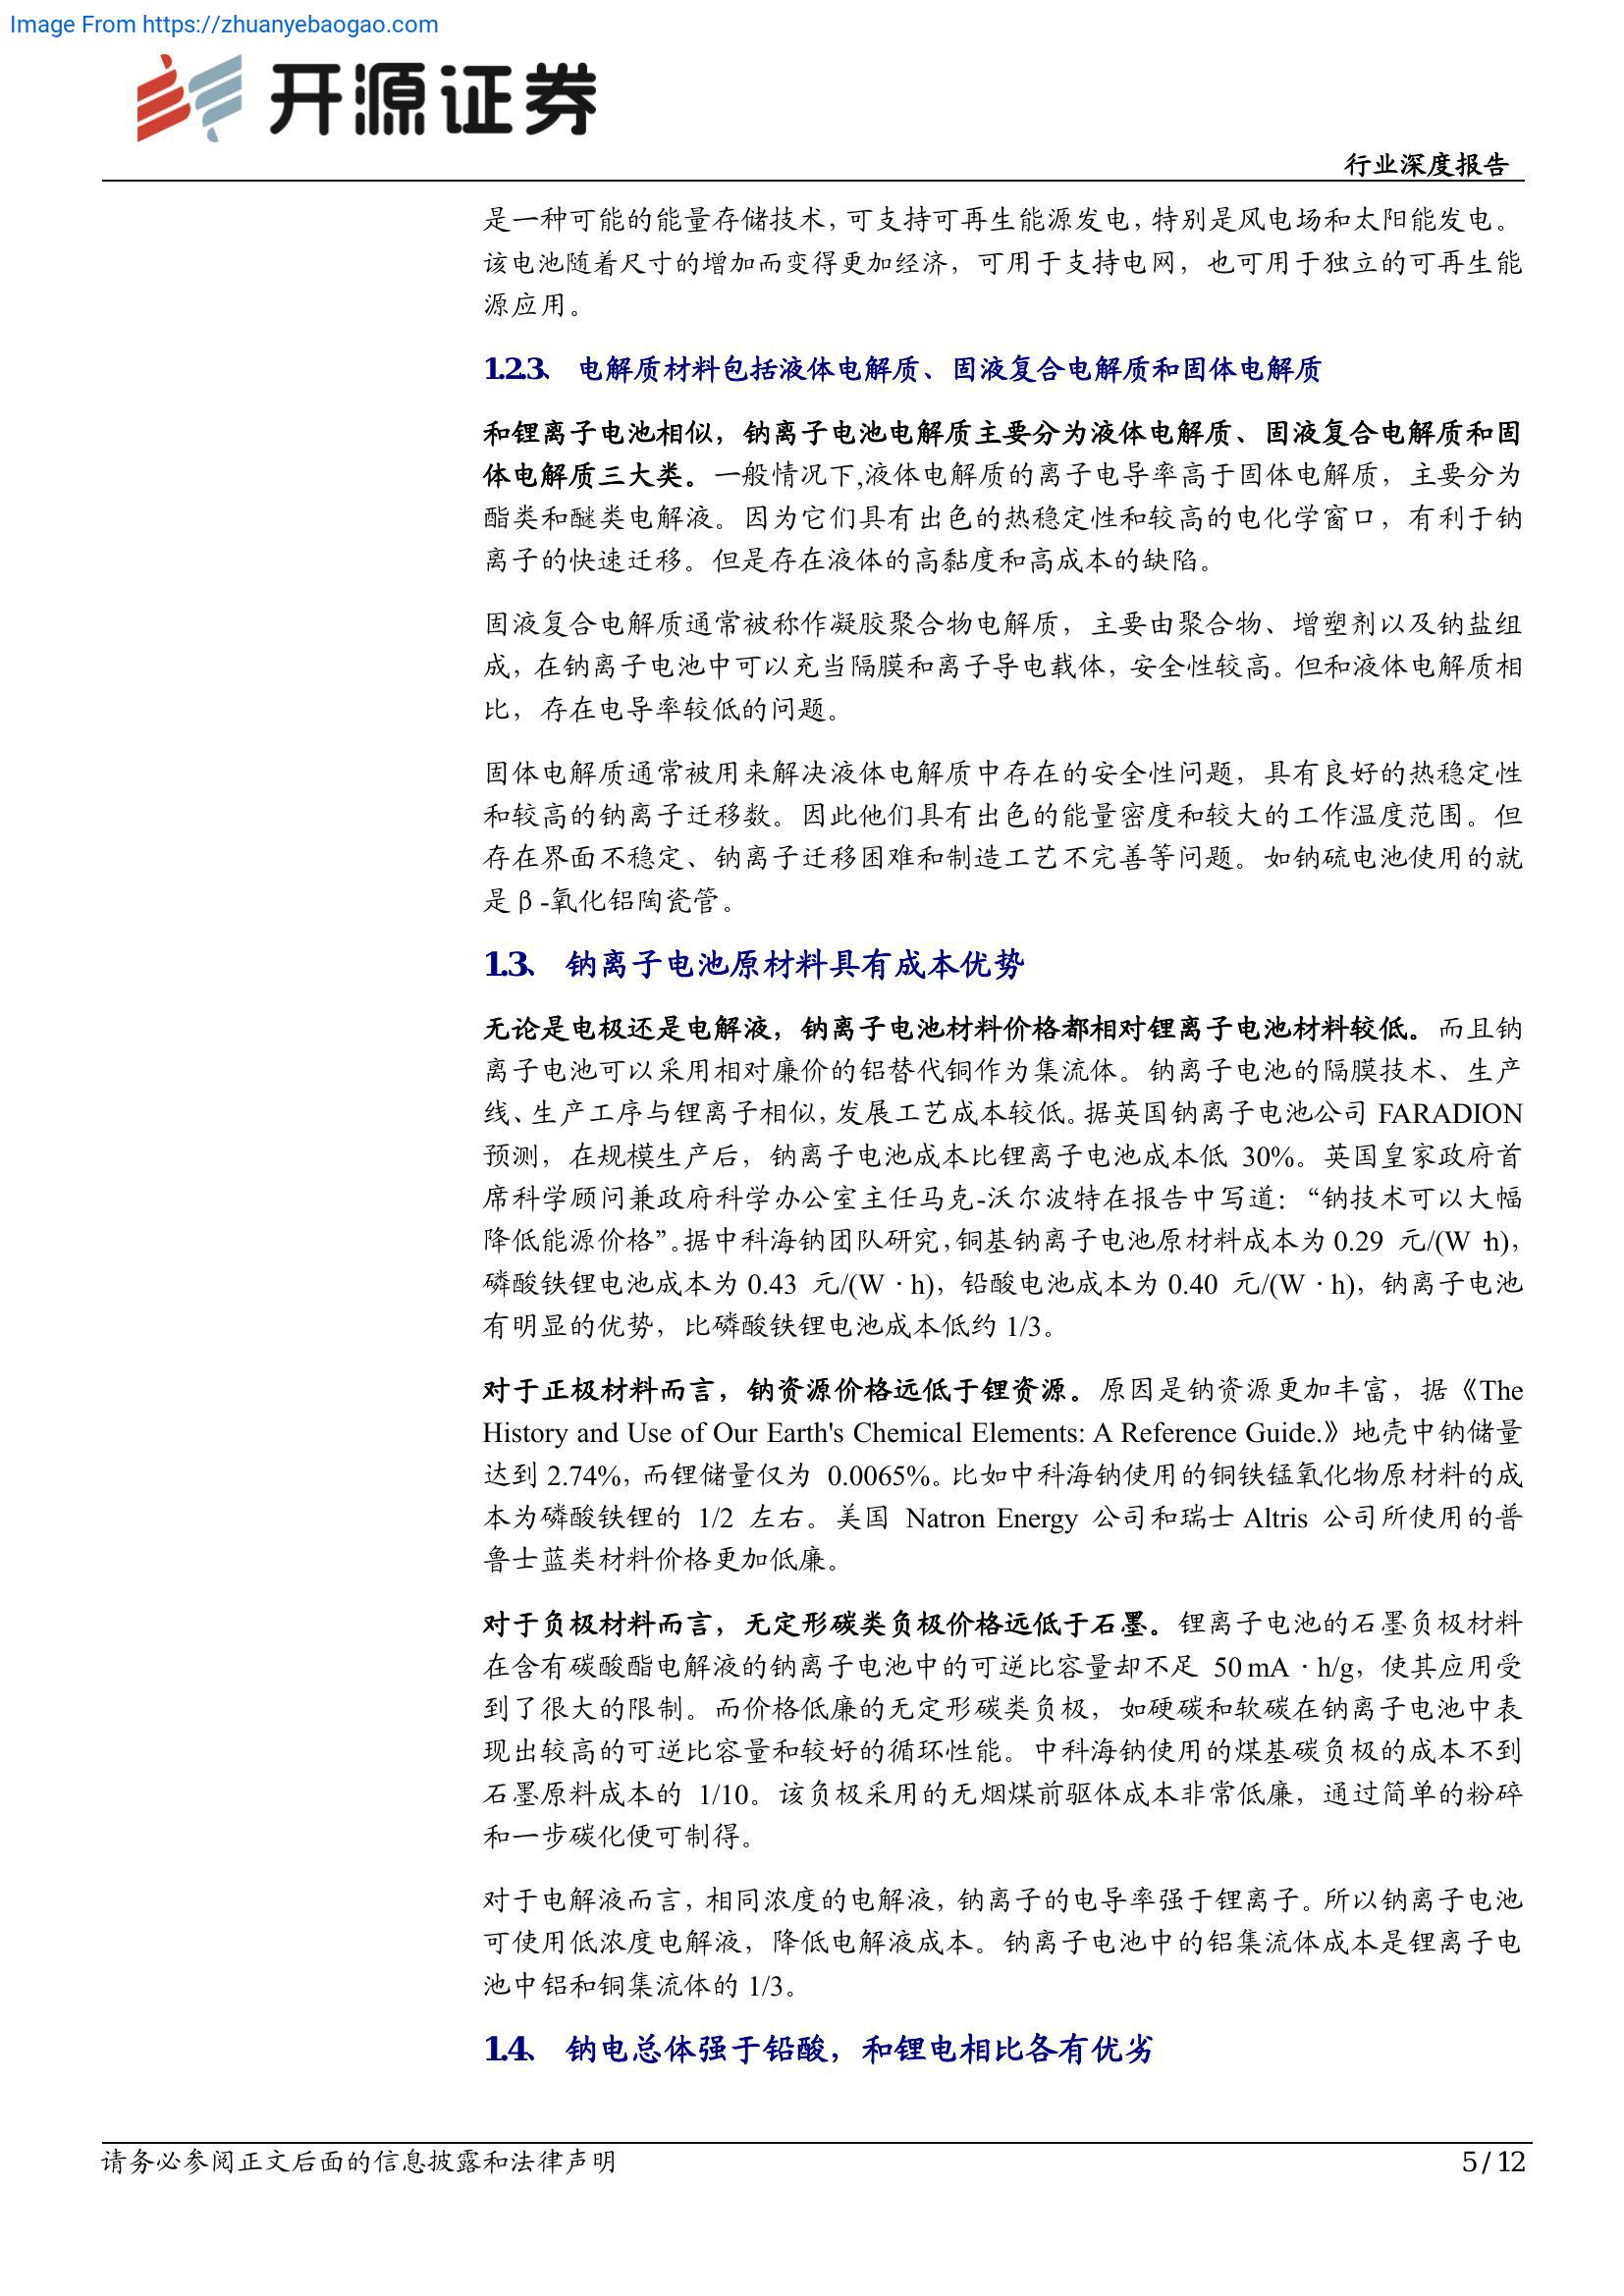 Image From https://zhuanyebaogao.com
开源证券
行业深度报告
是一种可能的能量存储技术，可支持可再生能源发电，特别是风电场和太阳能发电。
该电池随着尺寸的增加而变得更加经济，可用于支持电网，也可用于独立的可再生能
源应用。
1.2.3、 电解质材料包括液体电解质、固液复合电解质和固体电解质
和锂离子电池相似，钠离子电池电解质主要分为液体电解质、固液复合电解质和固
体电解质三大类。一般情况下,液体电解质的离子电导率高于固体电解质，主要分为
酯类和醚类电解液。因为它们具有出色的热稳定性和较高的电化学窗口，有利于钠
离子的快速迁移。但是存在液体的高黏度和高成本的缺陷。
固液复合电解质通常被称作凝胶聚合物电解质，主要由聚合物、增塑剂以及钠盐组
成，在钠离子电池中可以充当隔膜和离子导电载体，安全性较高。但和液体电解质相
比，存在电导率较低的问题。
固体电解质通常被用来解决液体电解质中存在的安全性问题，具有良好的热稳定性
和较高的钠离子迁移数。因此他们具有出色的能量密度和较大的工作温度范围。但
存在界面不稳定、钠离子迁移困难和制造工艺不完善等问题。如钠硫电池使用的就
是β-氧化铝陶瓷管。
1.3、 钠离子电池原材料具有成本优势
无论是电极还是电解液，钠离子电池材料价格都相对锂离子电池材料较低。而且钠
离子电池可以采用相对廉价的铝替代铜作为集流体。钠离子电池的隔膜技术、生产
线、生产工序与锂离子相似，发展工艺成本较低。据英国钠离子电池公司 FARADION
预测，在规模生产后，钠离子电池成本比锂离子电池成本低 30%。英国皇家政府首
席科学顾问兼政府科学办公室主任马克-沃尔波特在报告中写道：“钠技术可以大幅
降低能源价格”。据中科海钠团队研究，铜基钠离子电池原材料成本为 0.29 元/(W·h)，
磷酸铁锂电池成本为 0.43 元/(W·h)，铅酸电池成本为 0.40 元/(W·h)，钠离子电池
有明显的优势，比磷酸铁锂电池成本低约 1/3。
对于正极材料而言，钠资源价格远低于锂资源。原因是钠资源更加丰富，据《The
History and Use of Our Earth's Chemical Elements: A Reference Guide.》地壳中钠储量
达到 2.74%，而锂储量仅为 0.0065%。比如中科海钠使用的铜铁锰氧化物原材料的成
本为磷酸铁锂的 1/2 左右。美国 Natron Energy 公司和瑞士 Altris 公司所使用的普
鲁士蓝类材料价格更加低廉。
对于负极材料而言，无定形碳类负极价格远低于石墨。锂离子电池的石墨负极材料
在含有碳酸酯电解液的钠离子电池中的可逆比容量却不足 50 mA·h/g，使其应用受
到了很大的限制。而价格低廉的无定形碳类负极，如硬碳和软碳在钠离子电池中表
现出较高的可逆比容量和较好的循环性能。中科海钠使用的煤基碳负极的成本不到
石墨原料成本的 1/10。该负极采用的无烟煤前驱体成本非常低廉，通过简单的粉碎
和一步碳化便可制得。
对于电解液而言，相同浓度的电解液，钠离子的电导率强于锂离子。所以钠离子电池
可使用低浓度电解液，降低电解液成本。钠离子电池中的铝集流体成本是锂离子电
池中铝和铜集流体的 1/3。
1.4、 钠电总体强于铅酸，和锂电相比各有优劣
请务必参阅正文后面的信息披露和法律声明
5 / 12